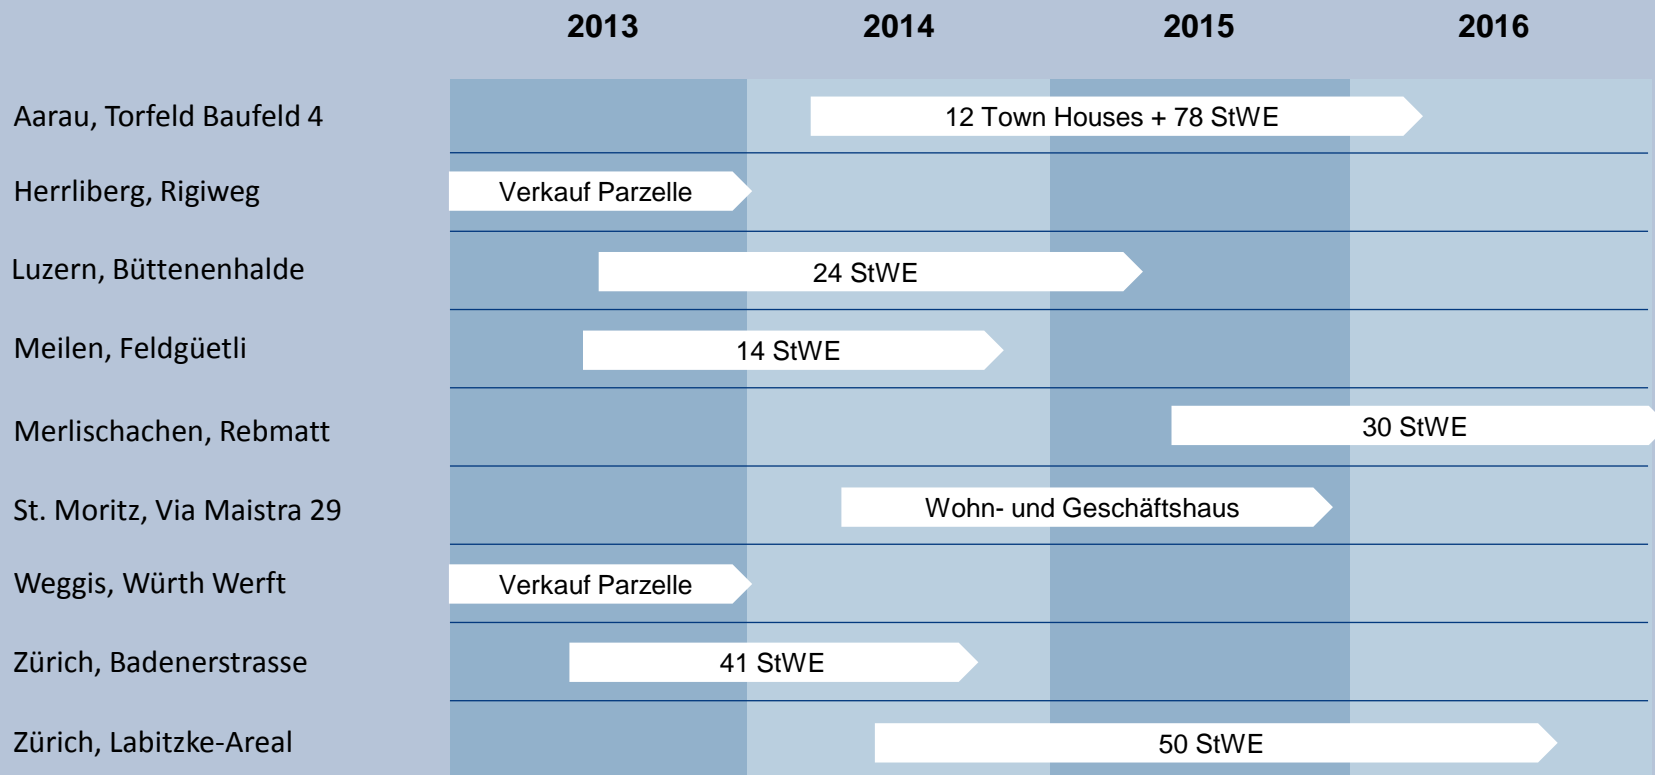 2013 2014 2015 2016
Aarau, Torfeld Baufeld 4 12 Town Houses + 78 StWE
Herrliberg, Rigiweg Verkauf Parzelle
Luzern, Büttenenhalde 24 StWE
Meilen, Feldgüetli 14 StWE
Merlischachen, Rebmatt 30 StWE
St. Moritz, Via Maistra 29 Wohn- und Geschäftshaus
Weggis, Würth Werft Verkauf Parzelle
Zürich, Badenerstrasse 41 StWE
Zürich, Labitzke-Areal 50 StWE